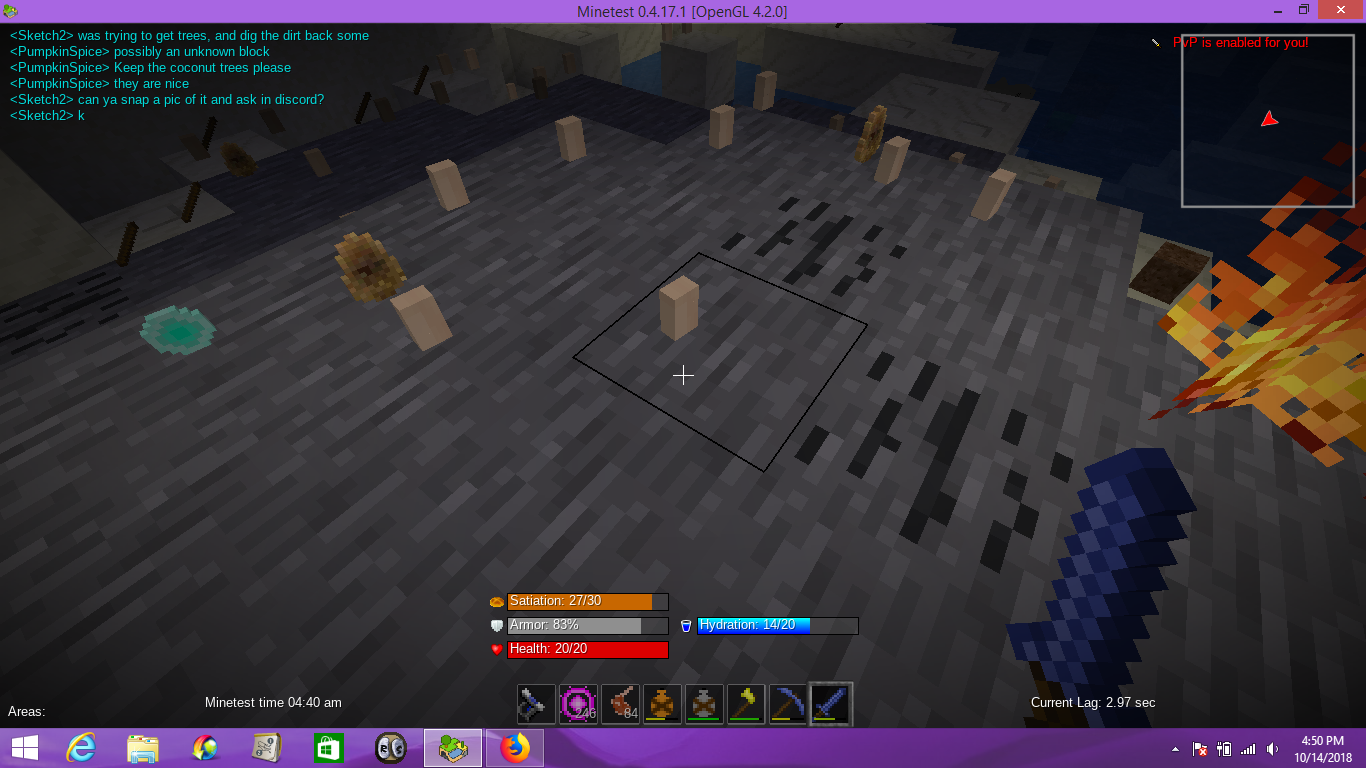 Minetest 0.4.17.1 [OpenGL 4.2.0]
<Sketch2> was trying to get trees, and dig the dirt back some
<PumpkinSpice> possibly an unknown block
<PumpkinSpice> Keep the coconut trees please
<PumpkinSpice> they are nice
<Sketch2> can ya snap a pic of it and ask in discord?
<Sketch2> k
PvP is enabled for you!
Satiation: 27/30
Armor: 83%
Hydration: 14/20
Health: 20/20
Minetest time 04:40 am
Current Lag: 2.97 sec
Areas:
246
84
4:50 PM
10/14/2018